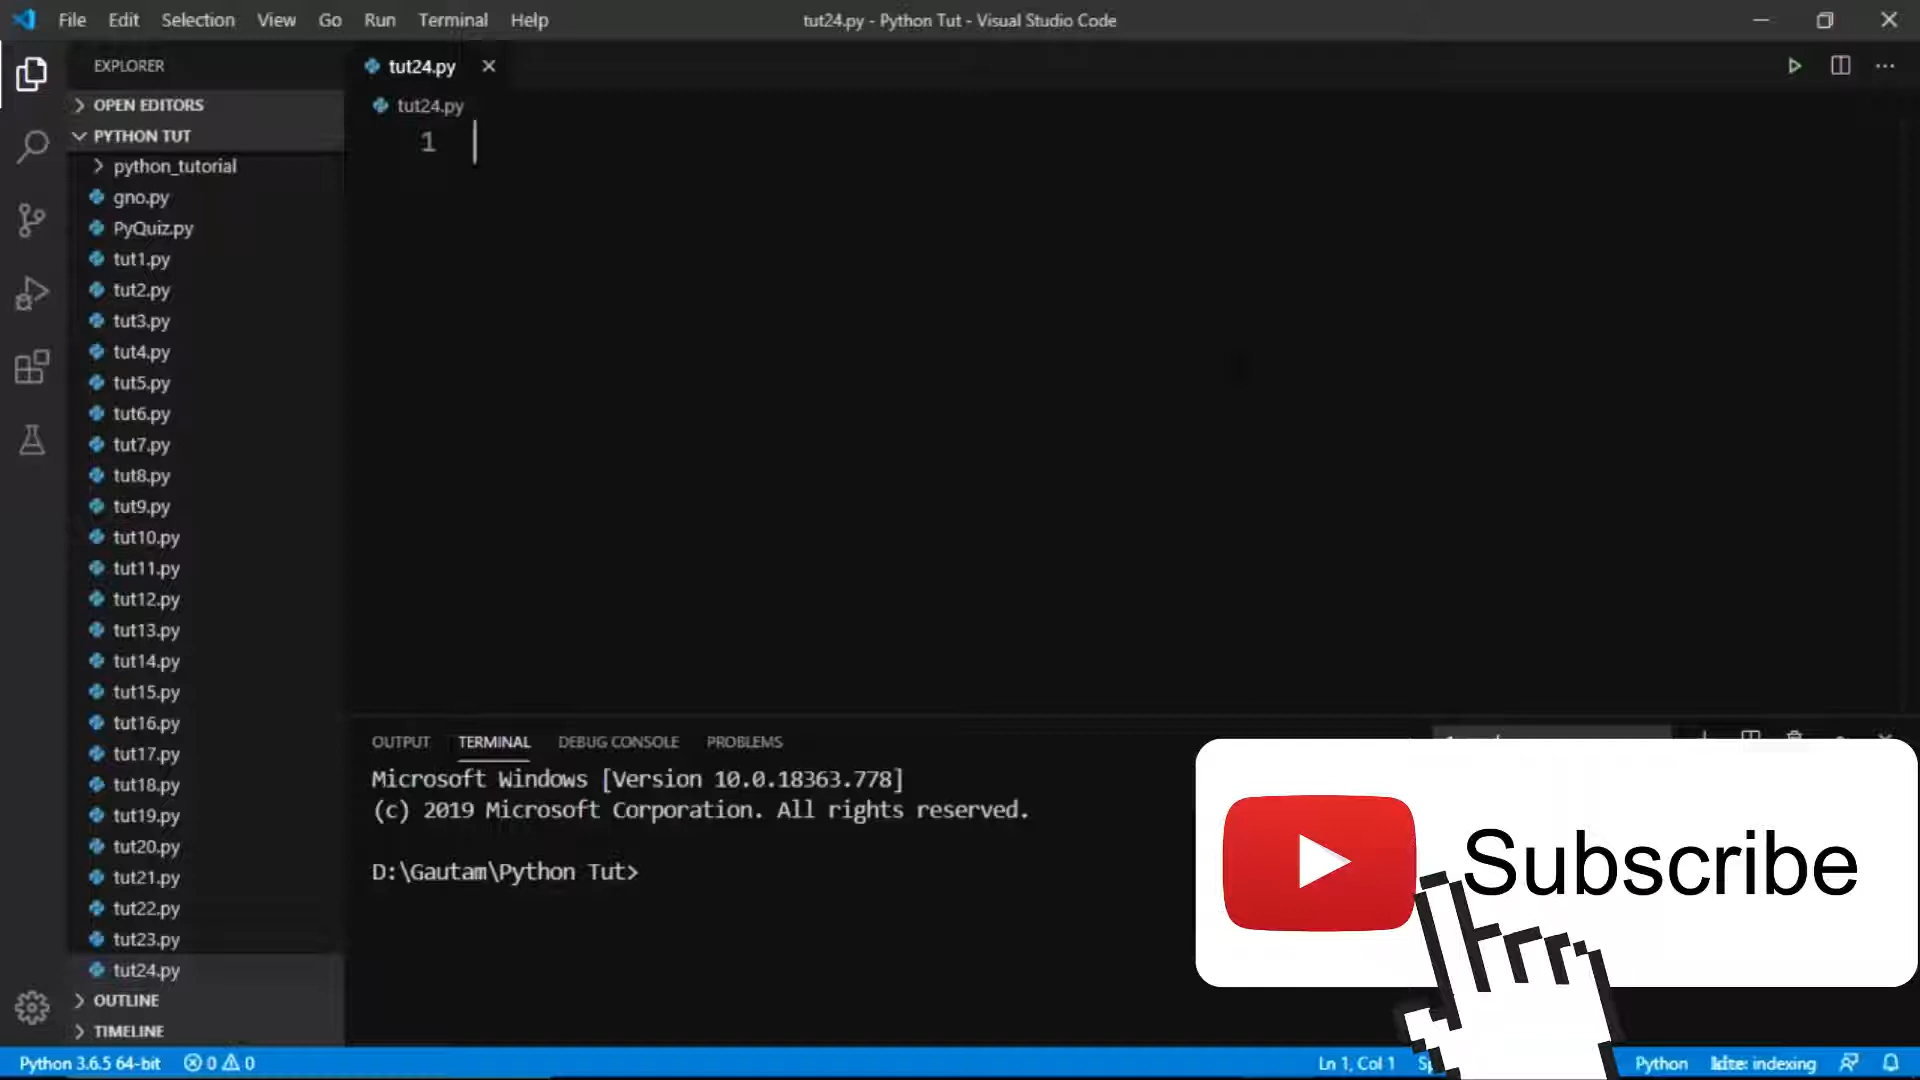 File Edit Selection View Go Run Terminal Help
tut24.py - Python Tut - Visual Studio Code
EXPLORER
OPEN EDITORS
PYTHON TUT
python_tutorial
gno.py
PyQuiz.py
tut1.py
tut2.py
tut3.py
tut4.py
tut5.py
tut6.py
tut7.py
tut8.py
tut9.py
tut10.py
tut11.py
tut12.py
tut13.py
tut14.py
tut15.py
tut16.py
tut17.py
tut18.py
tut19.py
tut20.py
tut21.py
tut22.py
tut23.py
tut24.py
OUTLINE
TIMELINE
tut24.py
tut24.py
1
OUTPUT TERMINAL DEBUG CONSOLE PROBLEMS
Microsoft Windows [Version 10.0.18363.778]
(c) 2019 Microsoft Corporation. All rights reserved.
D:\Gautam\Python Tut>
Subscribe
Python 3.6.5 64-bit 0 0 Ln 1, Col 1 Python kite: indexing